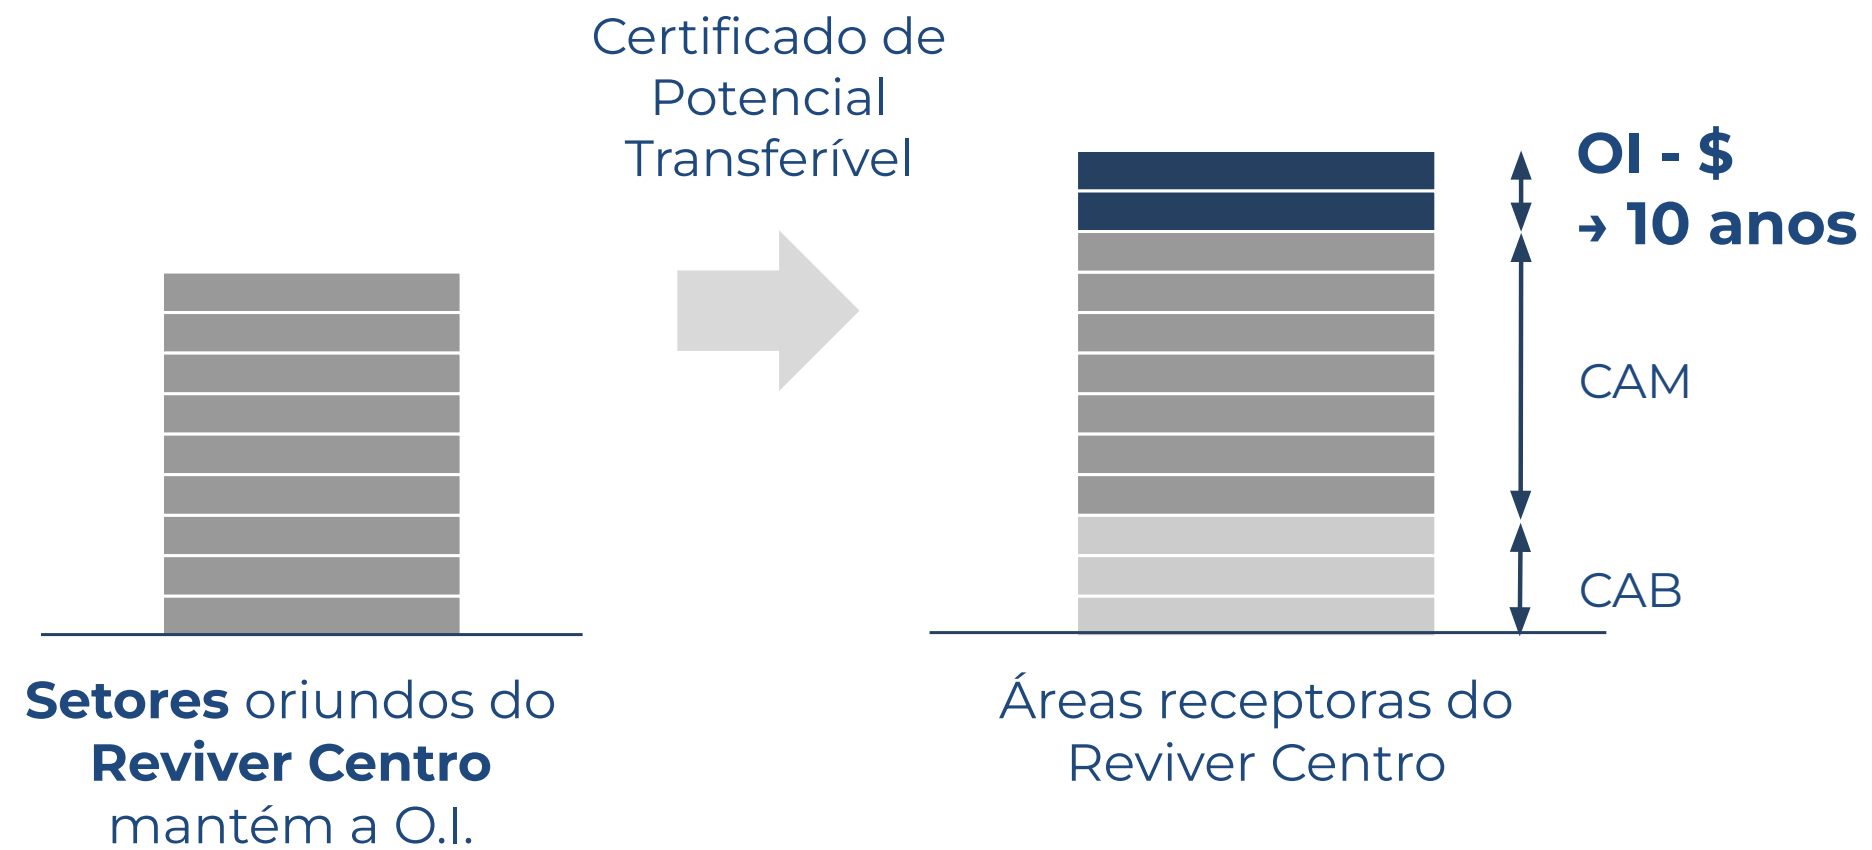 Certificado de
Potencial
Transferível
OI - $
→ 10 anos
CAM
CAB
Setores oriundos do
Reviver Centro
mantém a O.I.
Áreas receptoras do
Reviver Centro